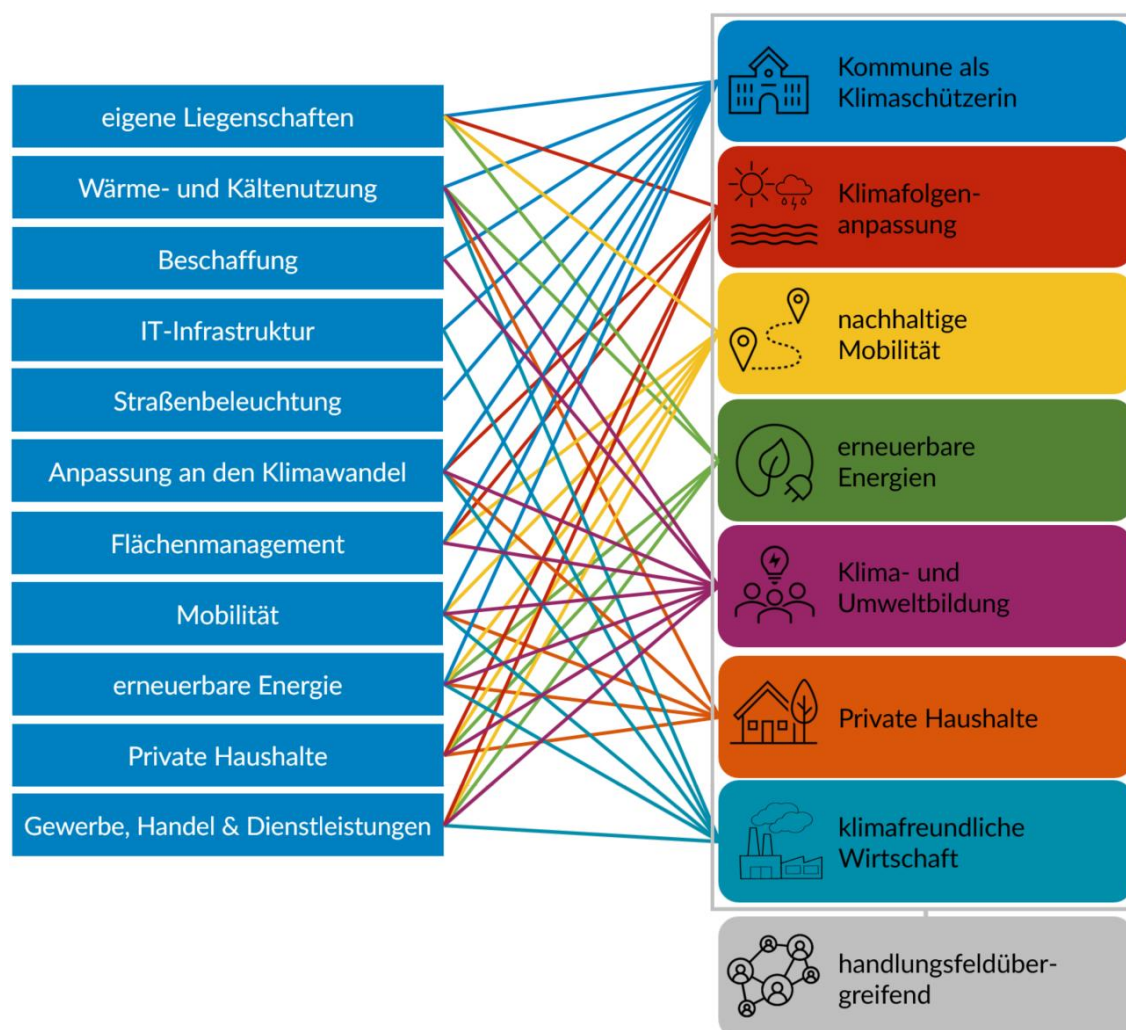 eigene Liegenschaften
Wärme- und Kältenutzung
Beschaffung
IT-Infrastruktur
Straßenbeleuchtung
Anpassung an den Klimawandel
Flächenmanagement
Mobilität
erneuerbare Energie
Private Haushalte
Gewerbe, Handel & Dienstleistungen
Kommune als
Klimaschützerin
Klimafolgen-
anpassung
nachhaltige
Mobilität
erneuerbare
Energien
Klima- und
Umweltbildung
Private Haushalte
klimafreundliche
Wirtschaft
handlungsfeldüber-
greifend